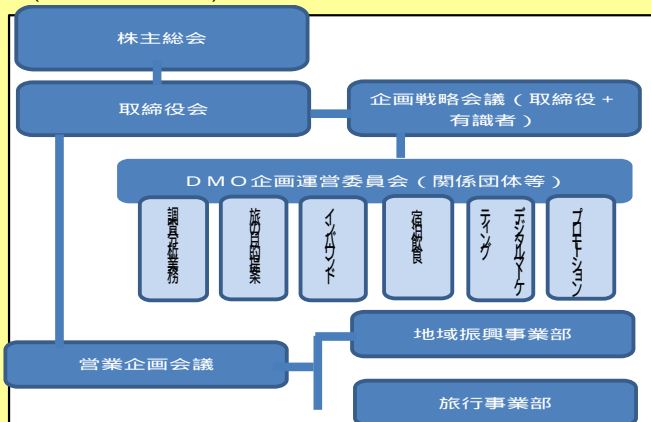 株主総会
取締役会
企画戦略会議（取締役+
有識者）
DMO企画運営委員会（関係団体等）
調査分析業務
旅の目的提案
インバウンド
宿泊飲食
デジタルマーケ
ティング
プロモーション
地域振興事業部
営業企画会議
旅行事業部